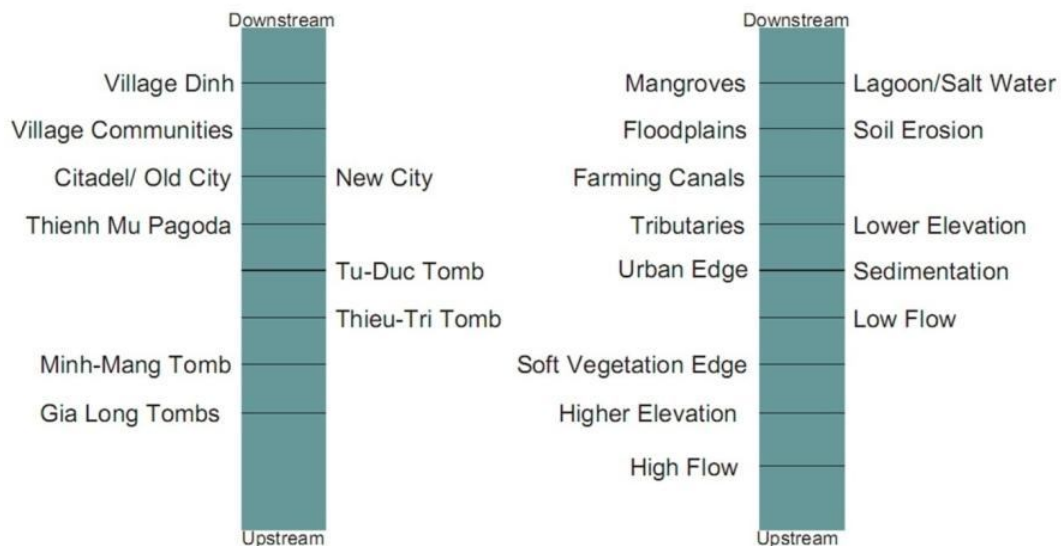 Downstream
Village Dinh
Village Communities
Citadel/ Old City
New City
Thienh Mu Pagoda
Tu-Duc Tomb
Thieu-Tri Tomb
Minh-Mang Tomb
Gia Long Tombs
Upstream
Downstream
Mangroves
Lagoon/Salt Water
Floodplains
Soil Erosion
Farming Canals
Tributaries
Lower Elevation
Urban Edge
Sedimentation
Low Flow
Soft Vegetation Edge
Higher Elevation
High Flow
Upstream